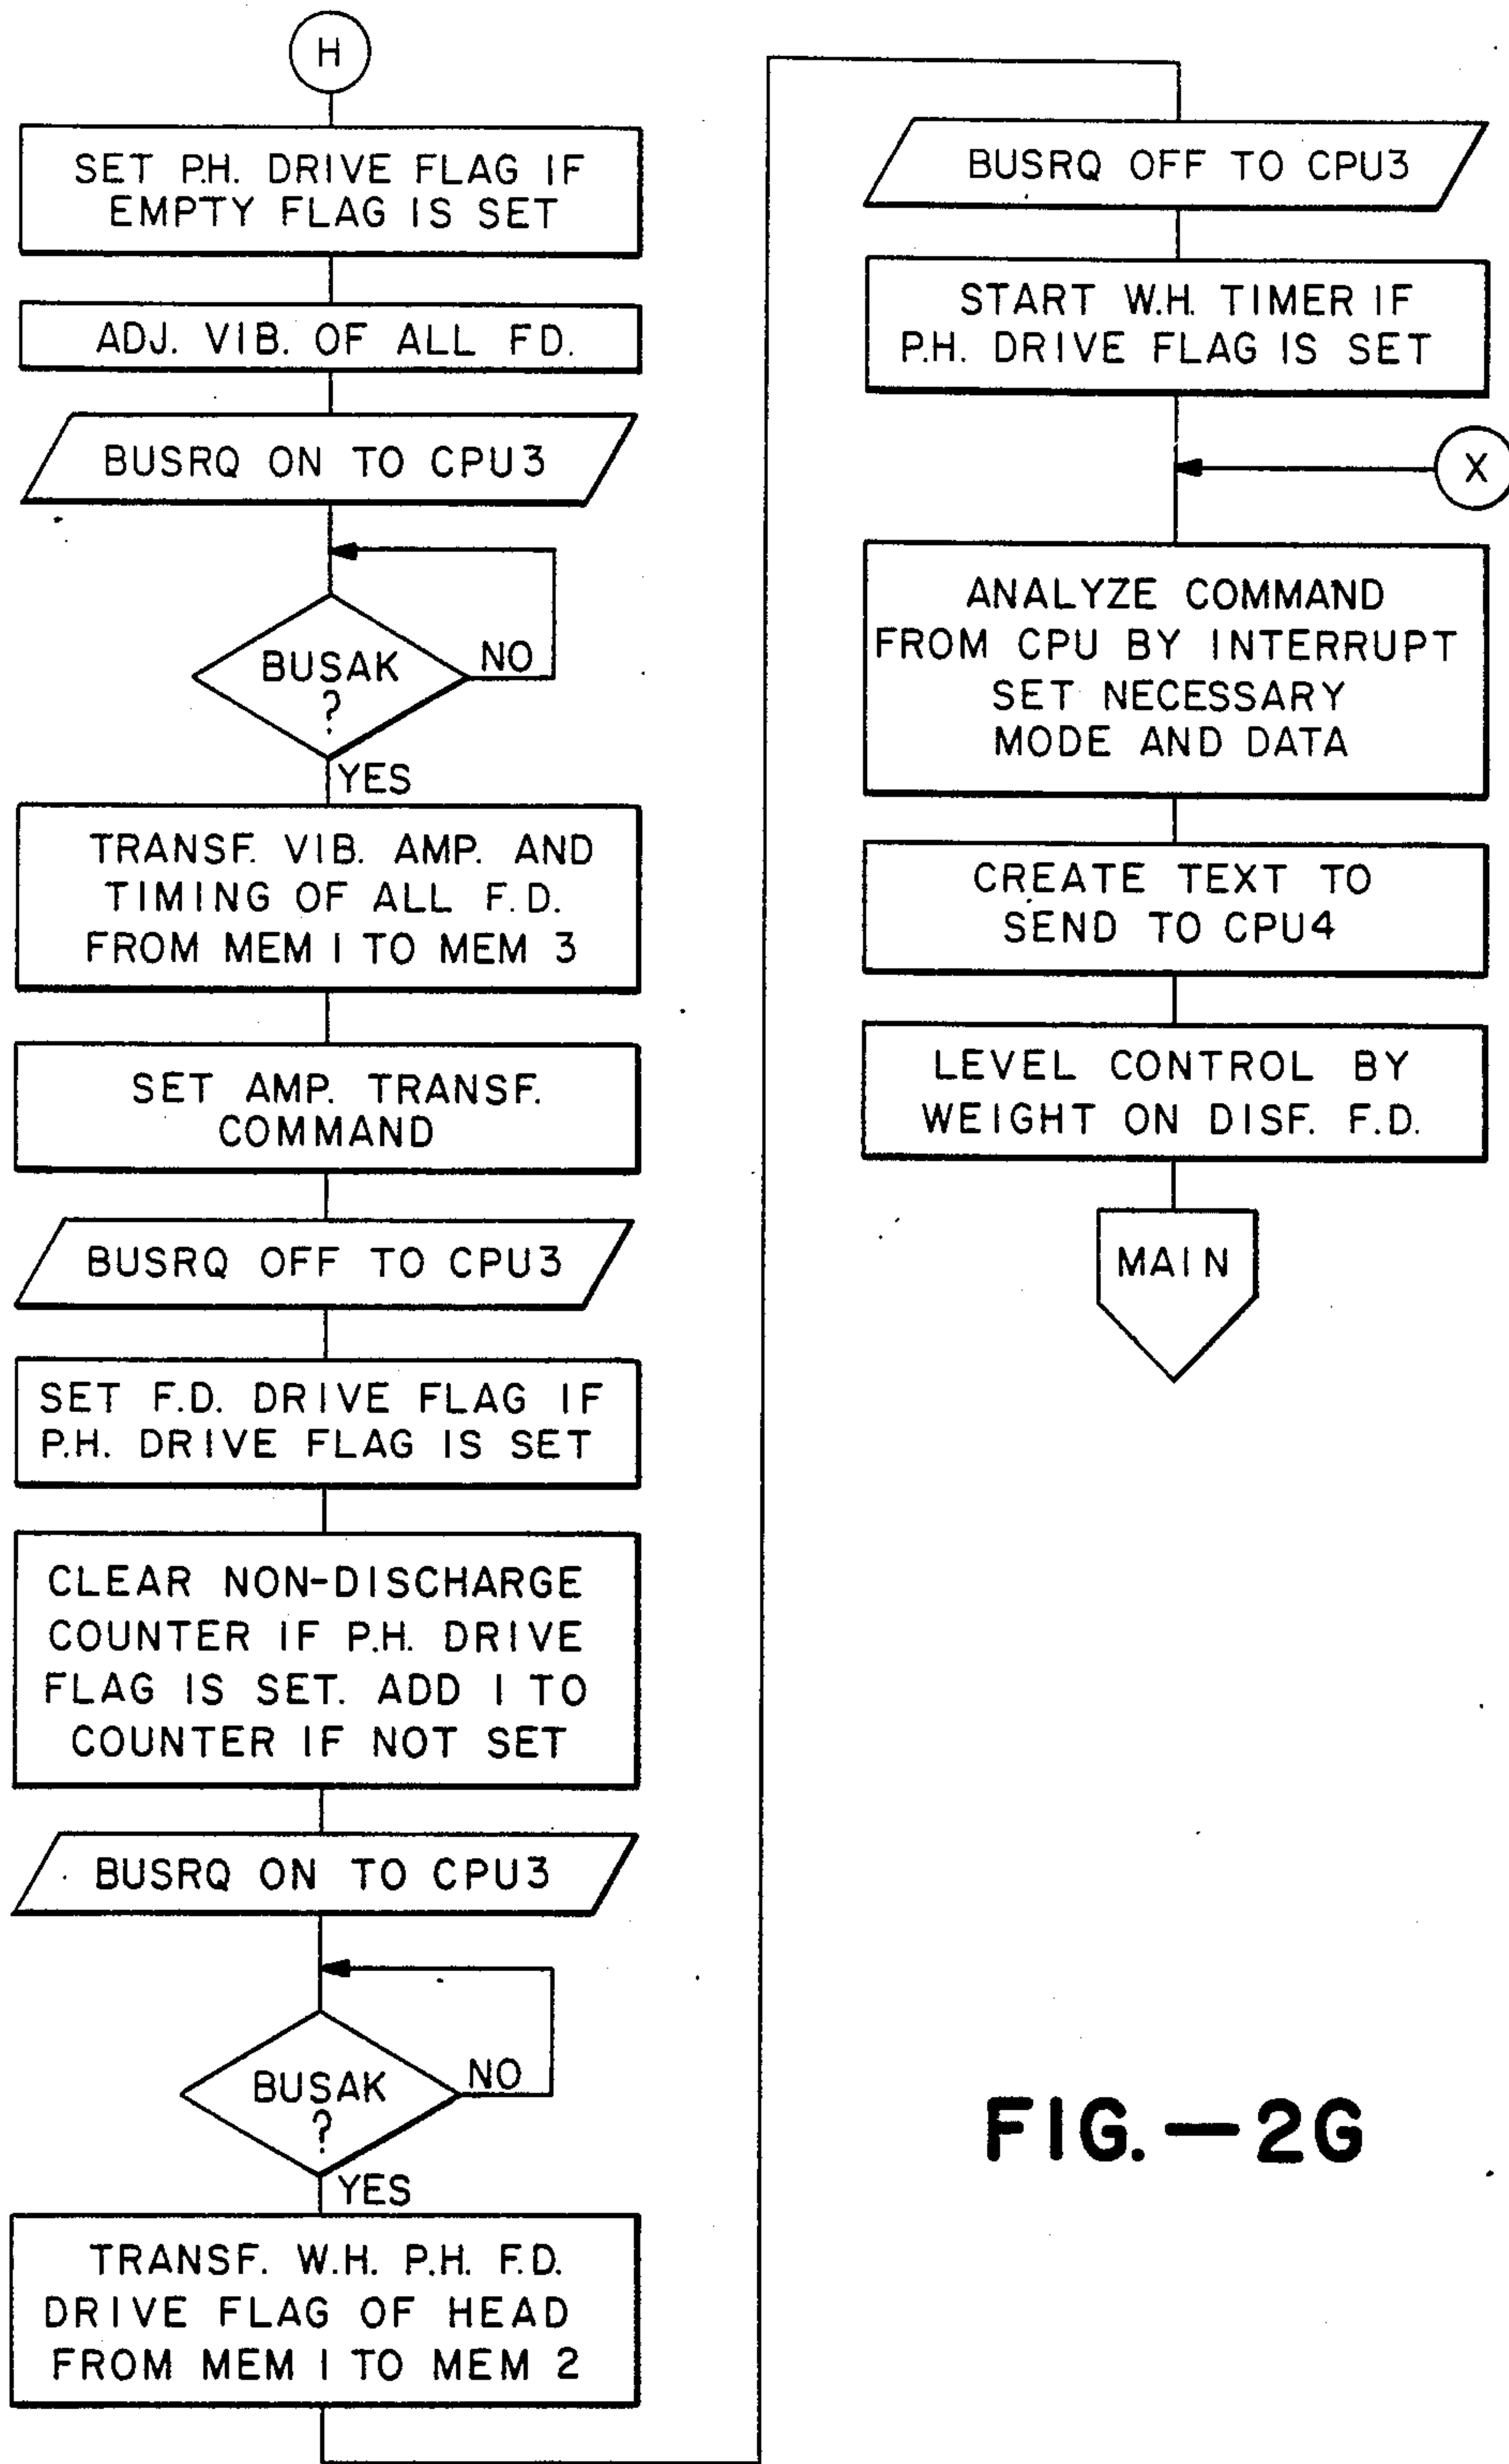 H
SET P.H. DRIVE FLAG IF
EMPTY FLAG IS SET
ADJ. VIB. OF ALL FD.
BUSRQ ON TO CPU3
BUSAK
?
NO
YES
TRANSF. VIB. AMP. AND
TIMING OF ALL F.D.
FROM MEM 1 TO MEM 3
SET AMP. TRANSF.
COMMAND
BUSRQ OFF TO CPU3
SET F.D. DRIVE FLAG IF
P.H. DRIVE FLAG IS SET
CLEAR NON-DISCHARGE
COUNTER IF P.H. DRIVE
FLAG IS SET. ADD 1 TO
COUNTER IF NOT SET
BUSRQ ON TO CPU3
BUSAK
?
NO
YES
TRANSF. W.H. P.H. F.D.
DRIVE FLAG OF HEAD
FROM MEM 1 TO MEM 2
BUSRQ OFF TO CPU3
START W.H. TIMER IF
P.H. DRIVE FLAG IS SET
X
ANALYZE COMMAND
FROM CPU BY INTERRUPT
SET NECESSARY
MODE AND DATA
CREATE TEXT TO
SEND TO CPU4
LEVEL CONTROL BY
WEIGHT ON DISF. F.D.
MAIN
FIG.—2G